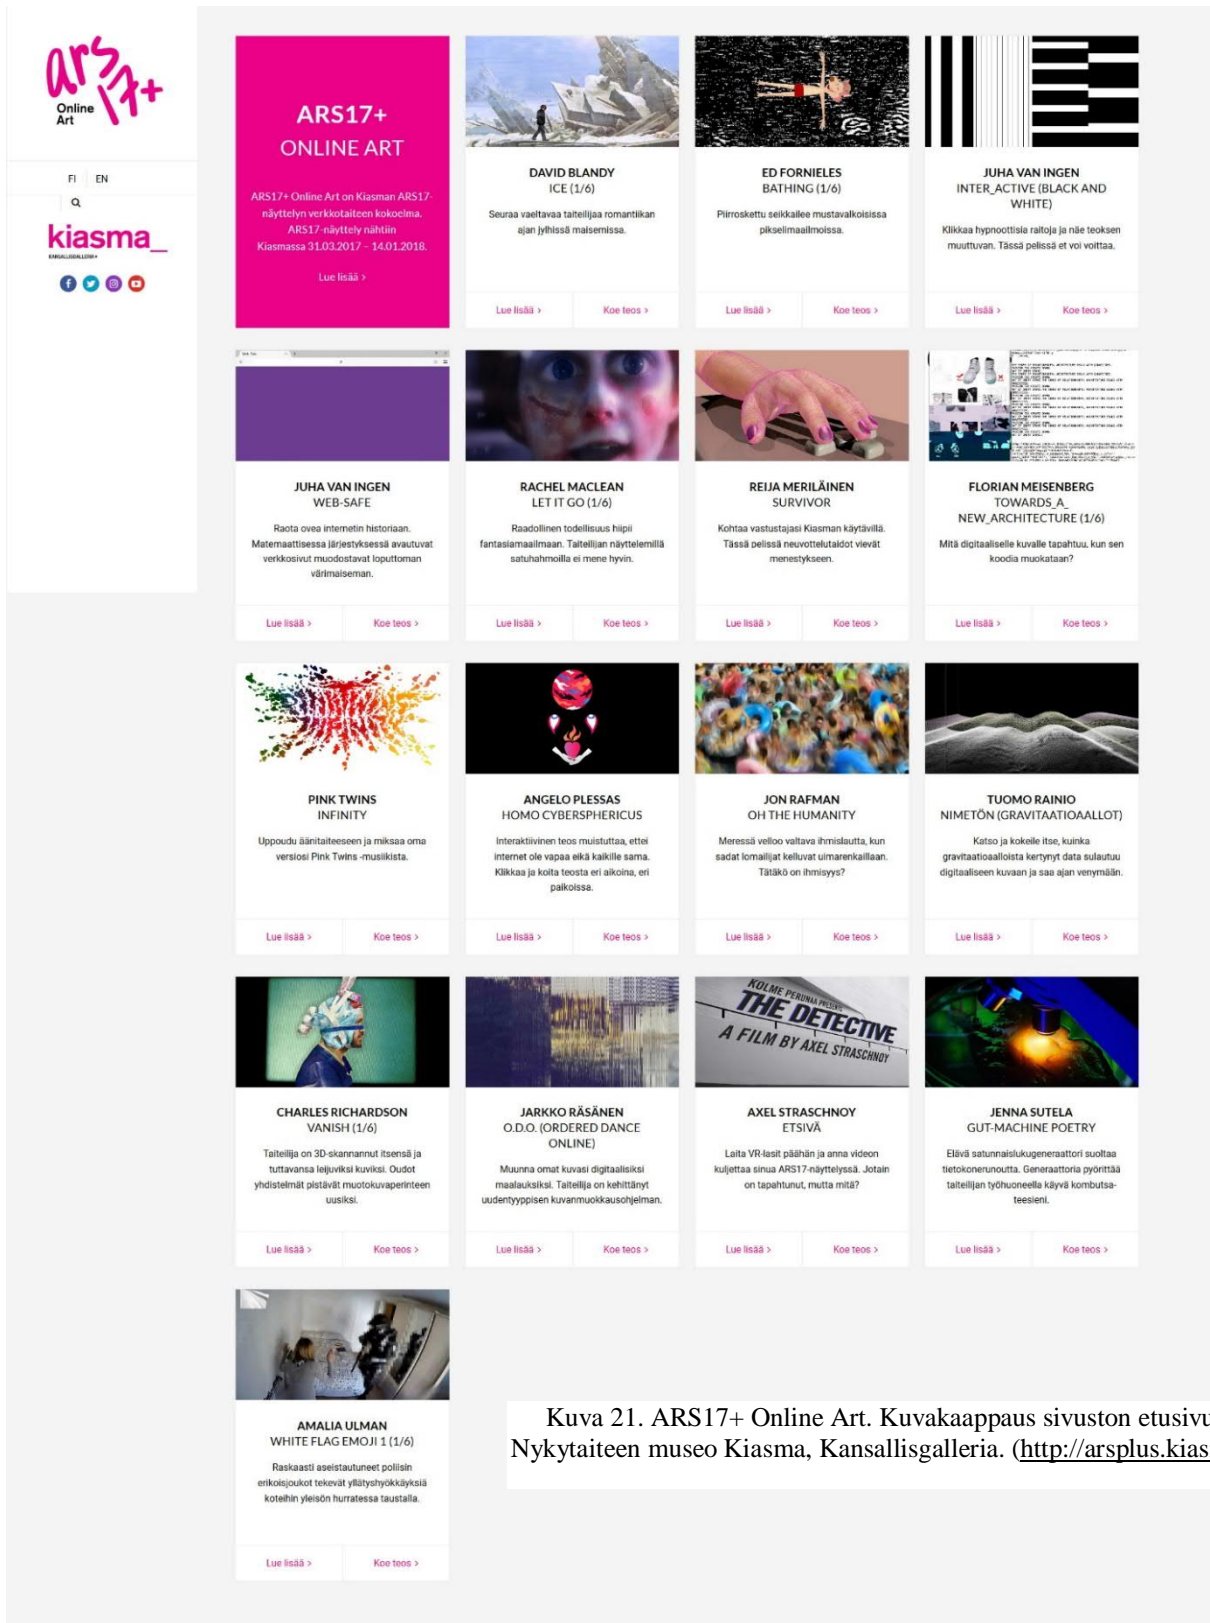 ars
17+
Online
Art
FI EN
kiasma_
KANSALLISGALLERIA
ARS17+
ONLINE ART
ARS17+ Online Art on Kiasman ARS17-
näyttelyn verkkotaiteen kokoelma.
ARS17-näyttely nähtiin
Kiasmassa 31.03.2017 – 14.01.2018.
Lue lisää >
DAVID BLANDY
ICE (1/6)
Seuraa vaeltavaa taiteilijaa romantiikan
ajan jylhissä maisemissa.
Lue lisää > Koe teos >
ED FORNIELES
BATHING (1/6)
Piirroskettu seikkailee mustavalkoisissa
pikselimaailmoissa.
Lue lisää > Koe teos >
JUHA VAN INGEN
INTER_ACTIVE (BLACK AND
WHITE)
Klikkaa hypnoottisia raitoja ja näe teoksen
muuttuvan. Tässä pelissä et voi voittaa.
Lue lisää > Koe teos >
JUHA VAN INGEN
WEB-SAFE
Raota ovea internetin historiaan.
Matemaattisessa järjestyksessä avautuvat
verkkosivut muodostavat loputtoman
värimaiseman.
Lue lisää > Koe teos >
RACHEL MACLEAN
LET IT GO (1/6)
Raadollinen todellisuus hiipii
fantasiamaailmaan. Taiteilijan näyttelemillä
satuhahmoilla ei mene hyvin.
Lue lisää > Koe teos >
REIJA MERILÄINEN
SURVIVOR
Kohtaa vastustajasi Kiasman käytävillä.
Tässä pelissä neuvottelutaidot vievät
menestykseen.
Lue lisää > Koe teos >
FLORIAN MEISENBERG
TOWARDS_A_
NEW_ARCHITECTURE (1/6)
Mitä digitaaliselle kuvalle tapahtuu, kun sen
koodia muokataan?
Lue lisää > Koe teos >
PINK TWINS
INFINITY
Uppoudu äänitaiteeseen ja miksaa oma
versiosi Pink Twins -musiikista.
Lue lisää > Koe teos >
ANGELO PLESSAS
HOMO CYBERSPHERICUS
Interaktiivinen teos muistuttaa, ettei
internet ole vapaa eikä kaikille sama.
Klikkaa ja koita teosta eri aikoina, eri
paikoissa.
Lue lisää > Koe teos >
JON RAFMAN
OH THE HUMANITY
Meressä velloo valtava ihmislautta, kun
sadat lomailijat kelluvat uimarenkaillaan.
Tätäkö on ihmisyys?
Lue lisää > Koe teos >
TUOMO RAINIO
NIMETÖN (GRAVITAATIOAALLOT)
Katso ja kokeile itse, kuinka
gravitaatioaalloista kertynyt data sulautuu
digitaaliseen kuvaan ja saa ajan venymään.
Lue lisää > Koe teos >
CHARLES RICHARDSON
VANISH (1/6)
Taiteilija on 3D-skannannut itsensä ja
tuttavansa leijuviksi kuviksi. Oudot
yhdistelmät pistävät muotokuvaperinteen
uusiksi.
Lue lisää > Koe teos >
JARKKO RÄSÄNEN
O.D.O. (ORDERED DANCE
ONLINE)
Muunna omat kuvasi digitaalisiksi
maalauksiksi. Taiteilija on kehittänyt
uudentyyppisen kuvanmuokkausohjelman.
Lue lisää > Koe teos >
KOLME PERUNAA PRESENTS
THE DETECTIVE
A FILM BY AXEL STRASCHNOY
AXEL STRASCHNOY
ETSIVÄ
Laita VR-lasit päähän ja anna videon
kuljettaa sinua ARS17-näyttelyssä. Jotain
on tapahtunut, mutta mitä?
Lue lisää > Koe teos >
JENNA SUTELA
GUT-MACHINE POETRY
Elävä satunnaislukugeneraattori suoltaa
tietokonerunoutta. Generaattoria pyörittää
taiteilijan työhuoneella käyvä kombutsa-
teesieni.
Lue lisää > Koe teos >
AMALIA ULMAN
WHITE FLAG EMOJI 1 (1/6)
Raskaasti aseistautuneet poliisin
erikoisjoukot tekevät yllätyshyökkäyksiä
koteihin yleisön hurratessa taustalla.
Lue lisää > Koe teos >
Kuva 21. ARS17+ Online Art. Kuvakaappaus sivuston etusivu
Nykytaiteen museo Kiasma, Kansallisgalleria. (http://arsplus.kias